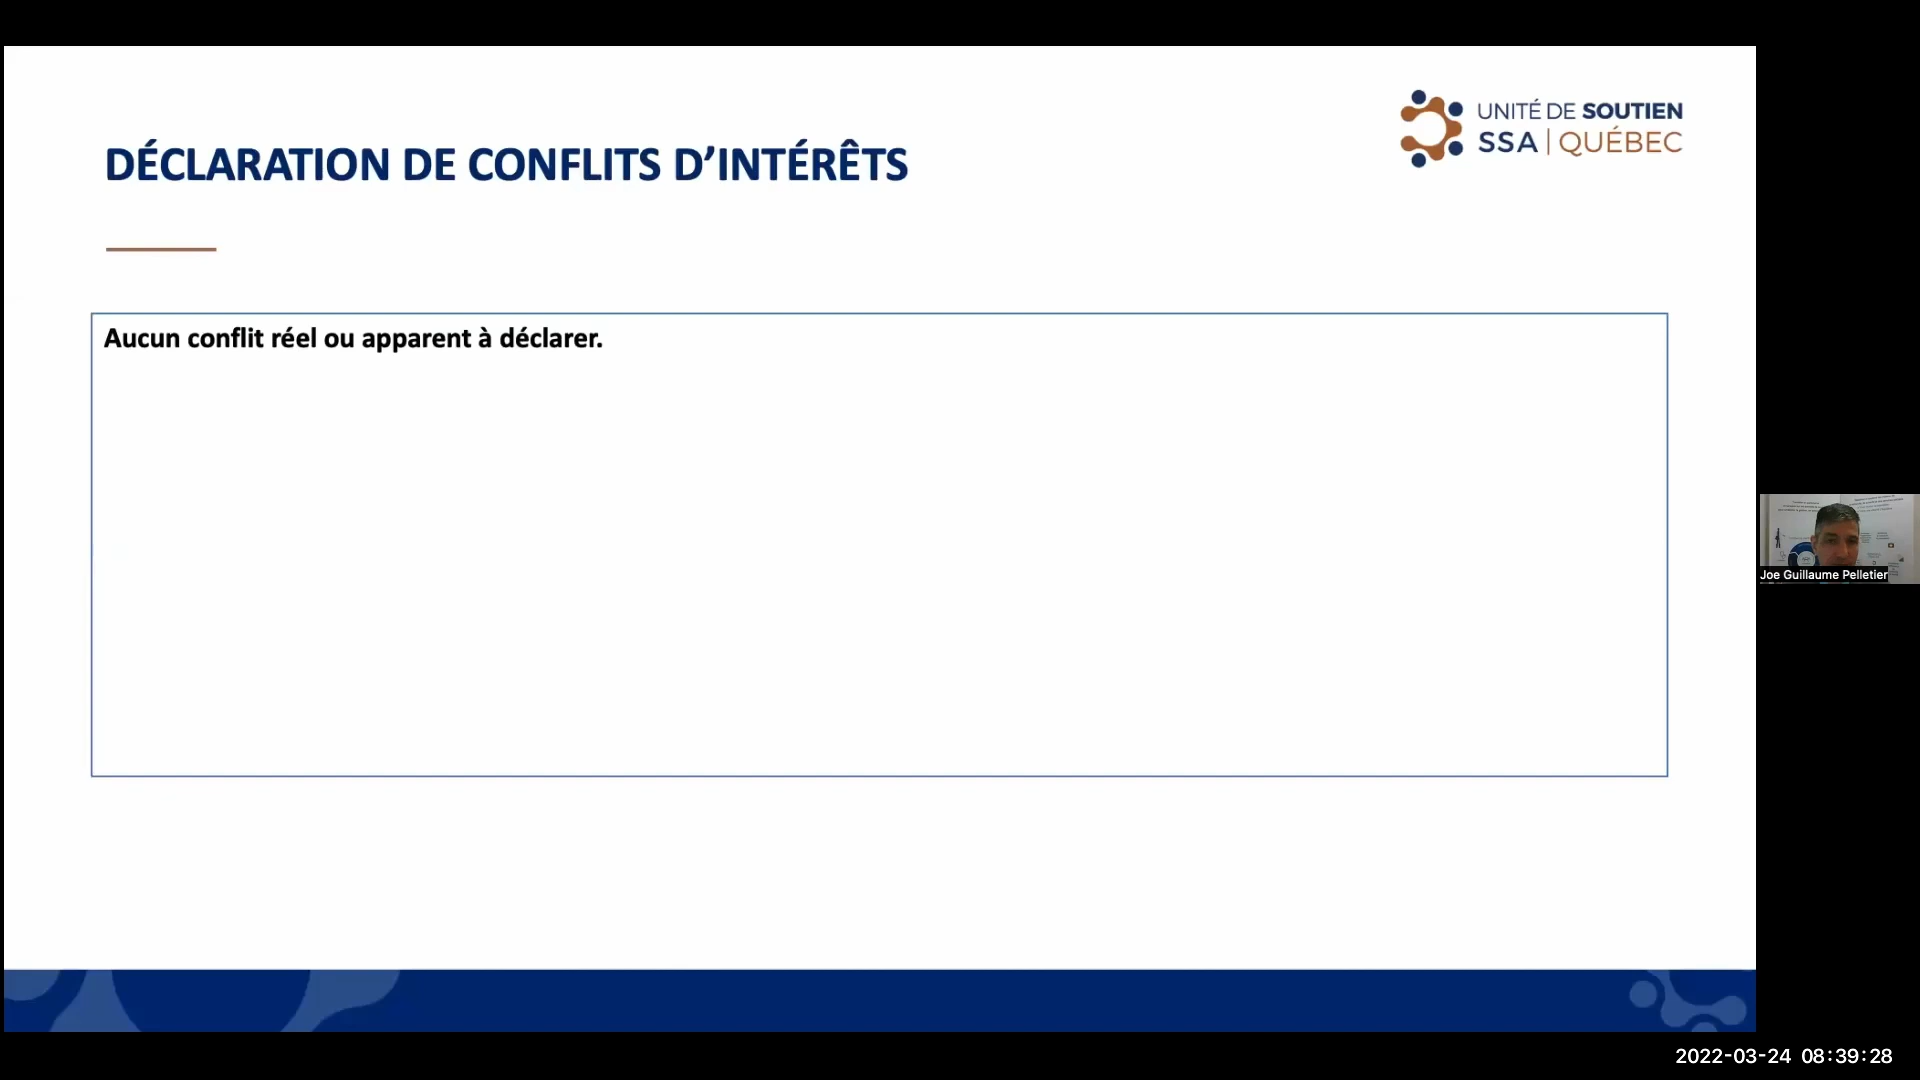 UNITÉ DE SOUTIEN
SSA | QUÉBEC
DÉCLARATION DE CONFLITS D’INTÉRÊTS
Aucun conflit réel ou apparent à déclarer.
Joe Guillaume Pelletier
2022-03-24 08:39:28